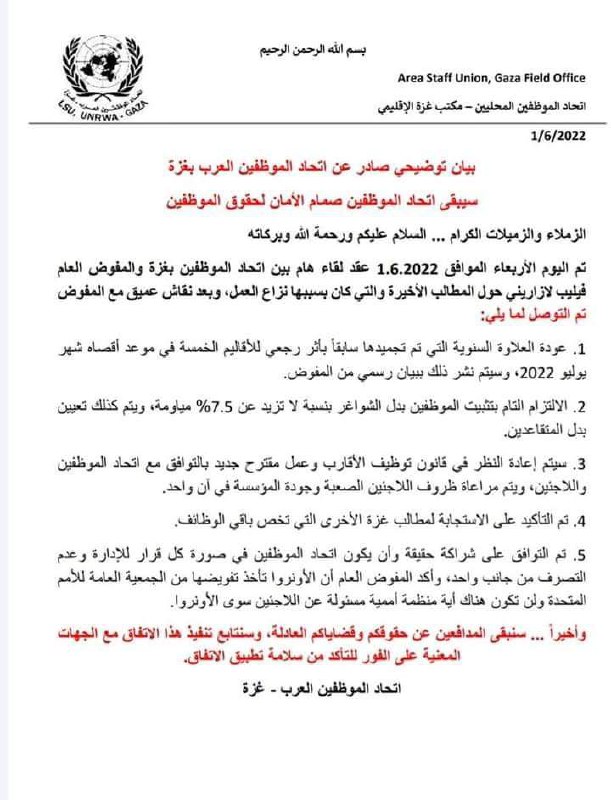 بسم الله الرحمن الرحيم
Area Staff Union, Gaza Field Office
اتحاد الموظفين المحليين – مكتب غزة الإقليمي
LSU, UNRWA - GAZA
1/6/2022
بيان توضيحي صادر عن اتحاد الموظفين العرب بغزة
سيبقى اتحاد الموظفين صمام الأمان لحقوق الموظفين
الزملاء والزميلات الكرام ... السلام عليكم ورحمة الله وبركاته
تم اليوم الأربعاء الموافق 1.6.2022 عقد لقاء هام بين اتحاد الموظفين بغزة والمفوض العام
فيليب لازاريني حول المطالب الأخيرة والتي كان بسببها نزاع العمل، وبعد نقاش عميق مع المفوض
تم التوصل لما يلي:
1. عودة العلاوة السنوية التي تم تجميدها سابقاً بأثر رجعي للأقاليم الخمسة في موعد أقصاه شهر
يوليو 2022، وسيتم نشر ذلك ببيان رسمي من المفوض.
2. الالتزام التام بتثبيت الموظفين بدل الشواغر بنسبة لا تزيد عن 7.5% مياومة، ويتم كذلك تعيين
بدل المتقاعدين.
3. سيتم إعادة النظر في قانون توظيف الأقارب وعمل مقترح جديد بالتوافق مع اتحاد الموظفين
واللاجنين، ويتم مراعاة ظروف اللاجنين الصعبة وجودة المؤسسة في آن واحد.
4. تم التأكيد على الاستجابة لمطالب غزة الأخرى التي تخص باقي الوظائف.
5. تم التوافق على شراكة حقيقة وأن يكون اتحاد الموظفين في صورة كل قرار للإدارة وعدم
التصرف من جانب واحد، وأكد المفوض العام أن الأونروا تأخذ تفويضها من الجمعية العامة للأمم
المتحدة ولن تكون هناك أية منظمة أممية مسئولة عن اللاجنين سوى الأونروا.
وأخيراً ... سنبقى المدافعين عن حقوقكم وقضاياكم العادلة، وسنتابع تنفيذ هذا الاتفاق مع الجهات
المعنية على الفور للتأكد من سلامة تطبيق الاتفاق.
اتحاد الموظفين العرب - غزة